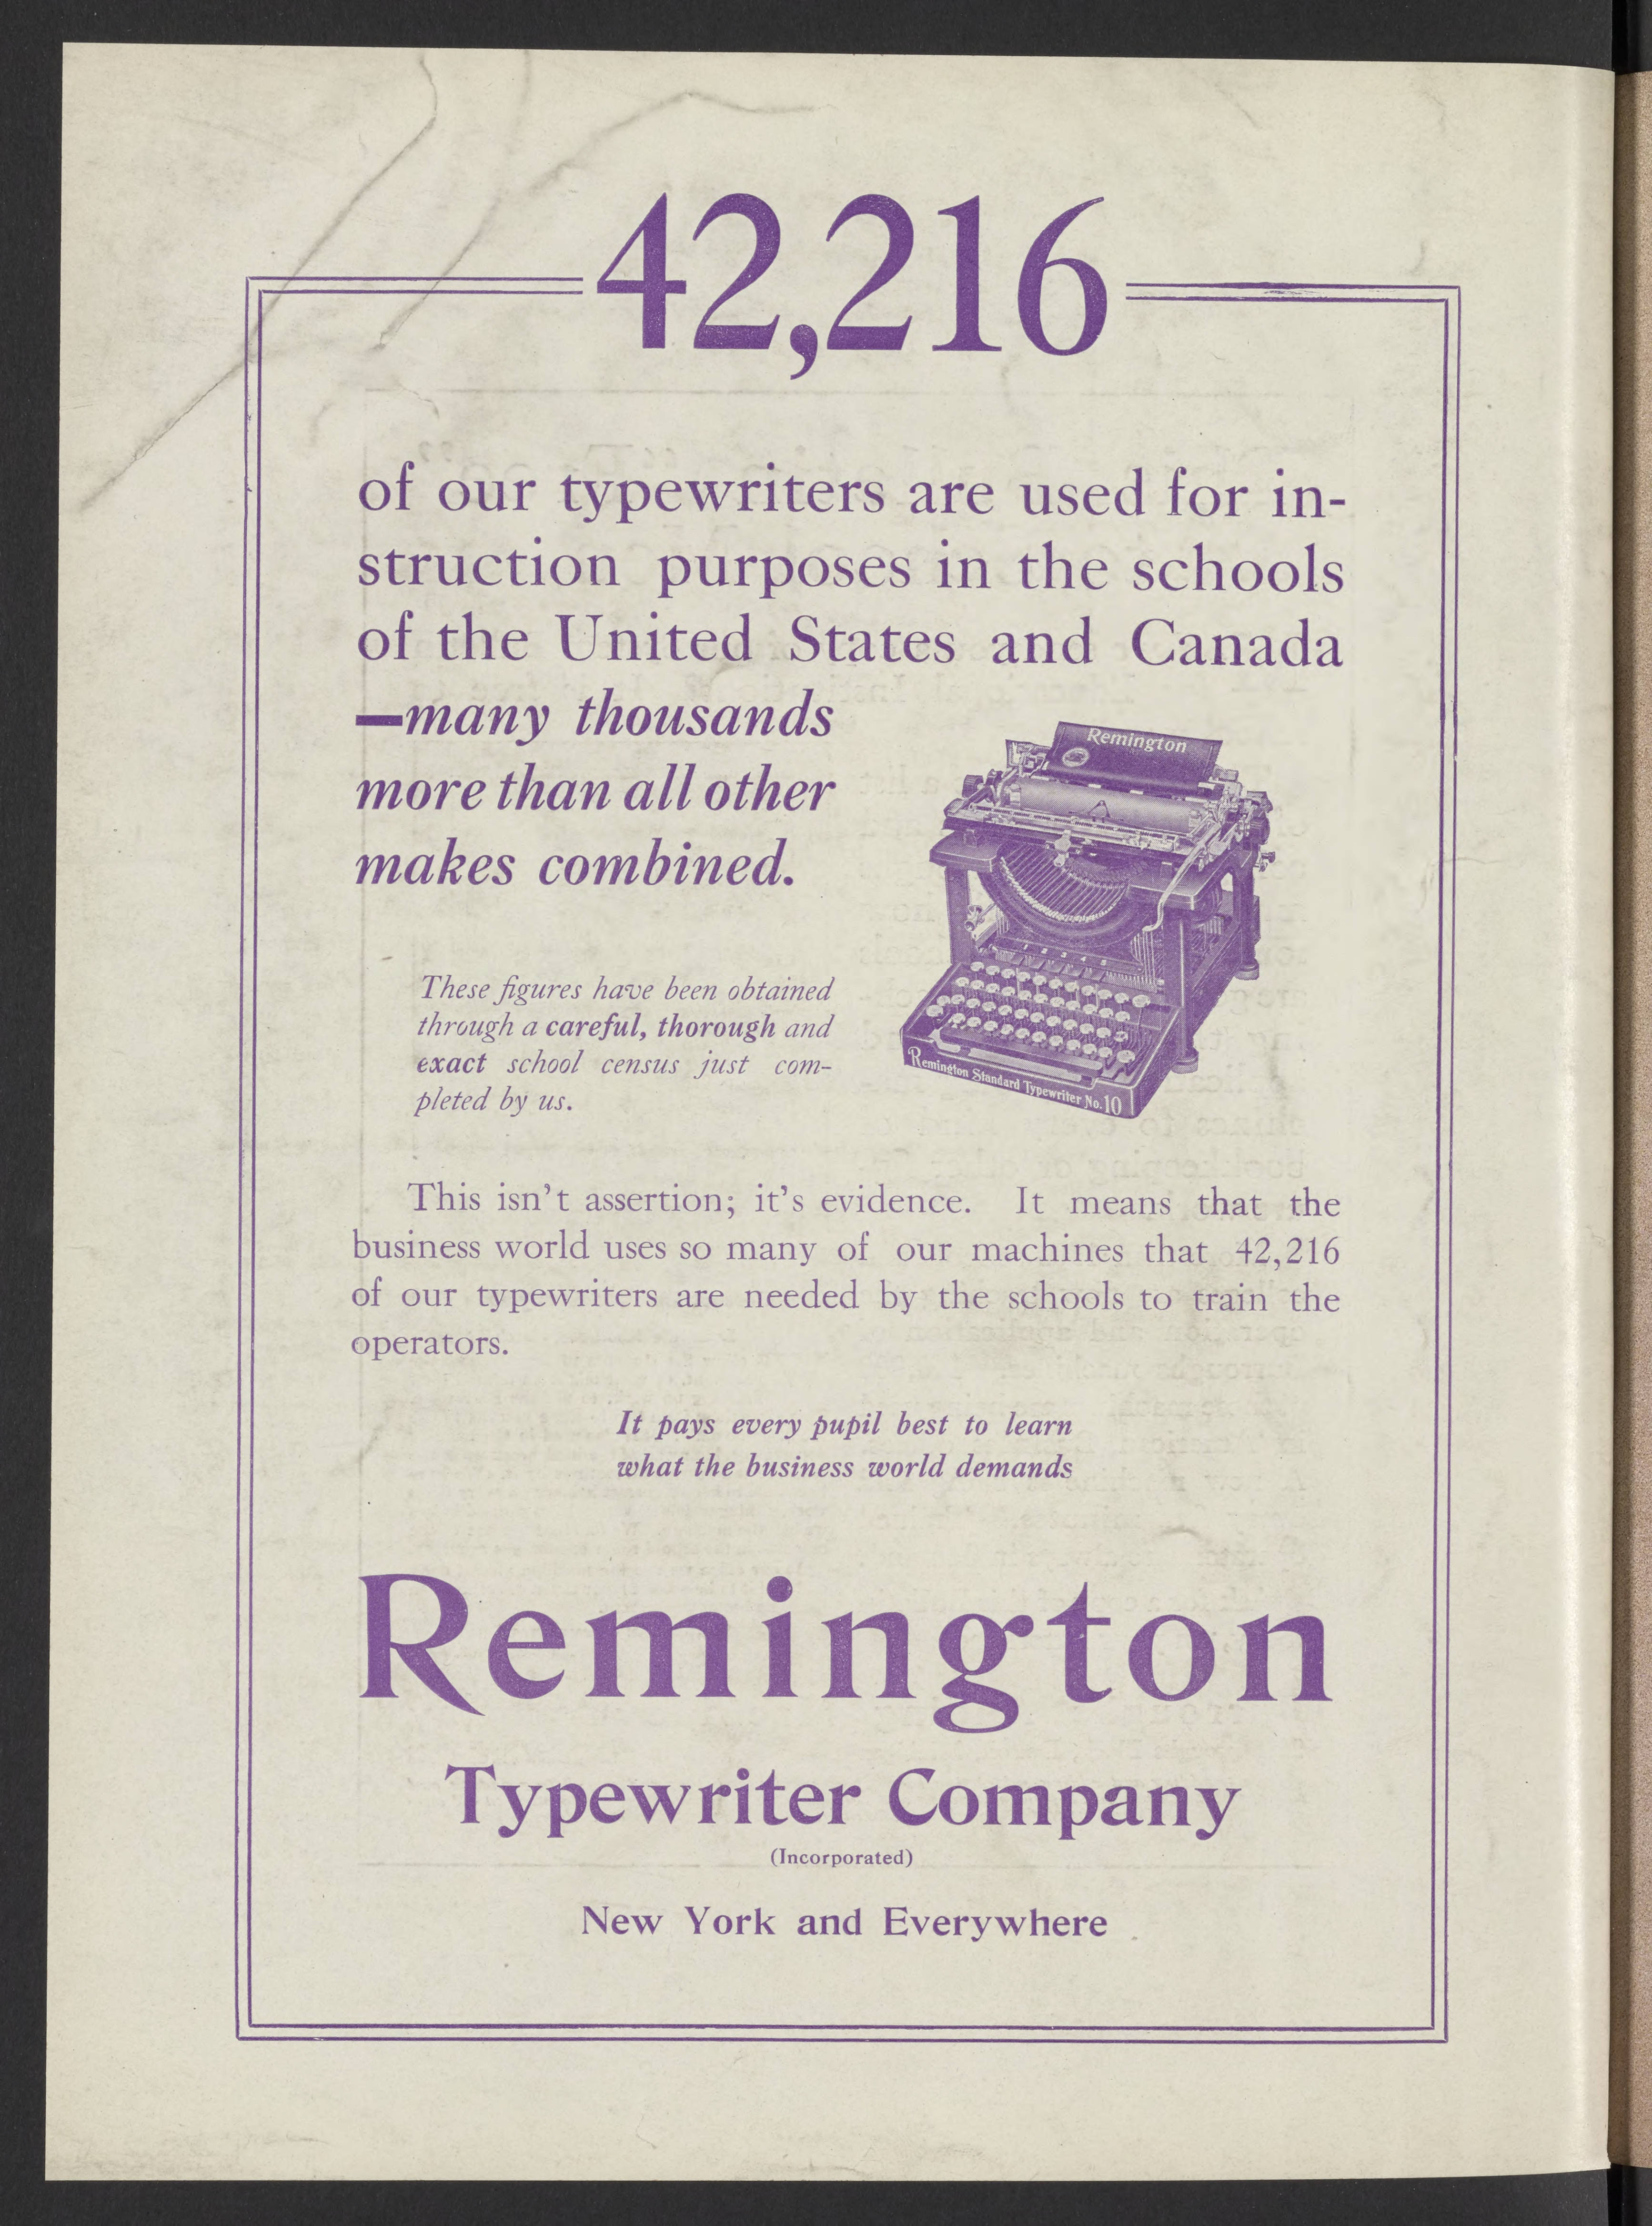 42,216
of our typewriters are used for in-
struction purposes in the schools
of the United States and Canada
—many thousands
more than all other
makes combined.
Remington
These figures have been obtained
through a careful, thorough and
exact school census just com-
pleted by us.
Remington Standard Typewriter No. 10
This isn't assertion; it's evidence. It means that the
business world uses so many of our machines that 42,216
of our typewriters are needed by the schools to train the
operators.
It pays every pupil best to learn
what the business world demands
Remington
Typewriter Company
(Incorporated)
New York and Everywhere